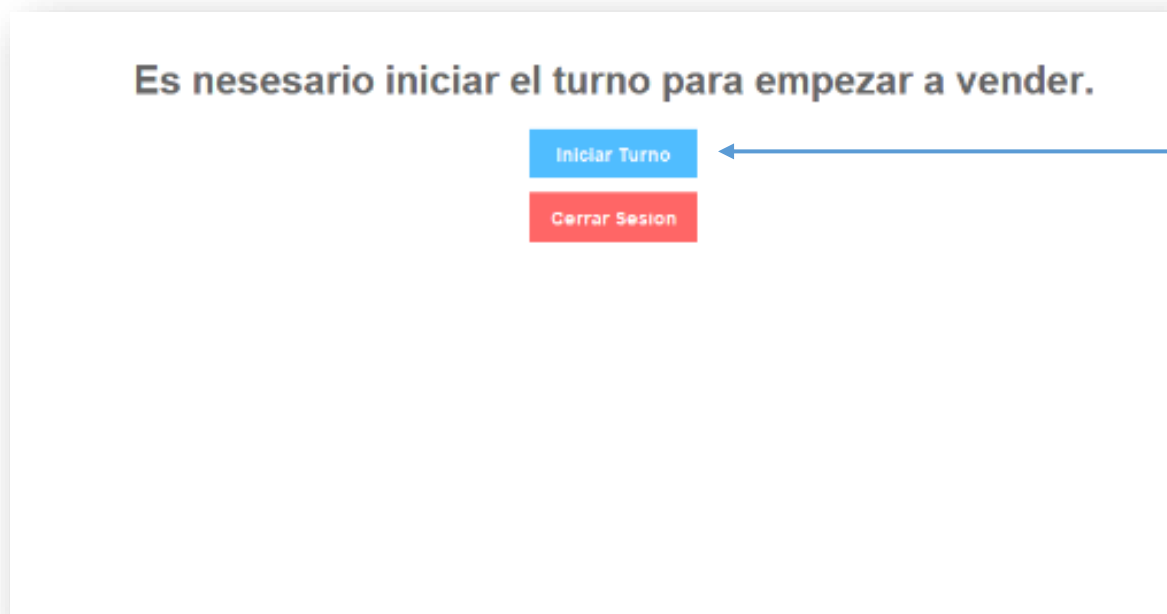 Es nesesario iniciar el turno para empezar a vender.
Iniciar Turno
Cerrar Sesion